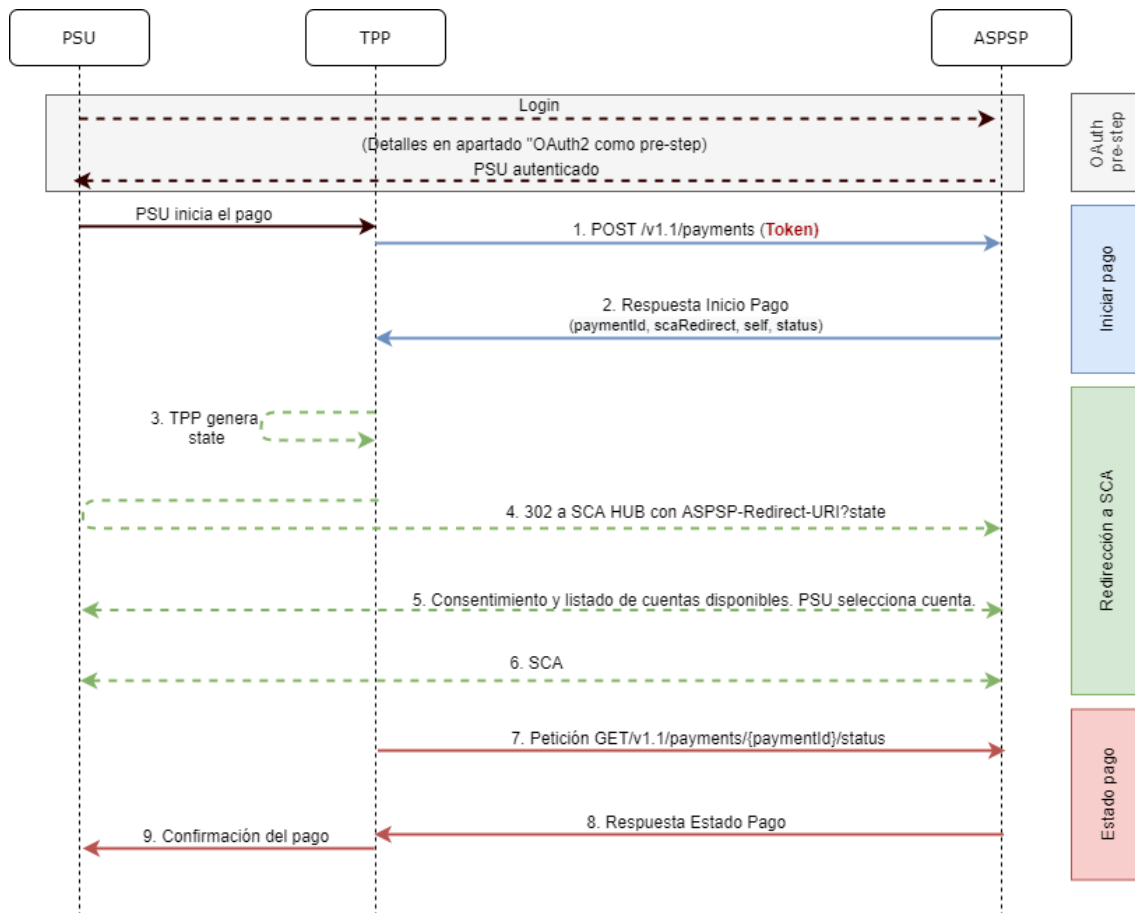 PSU
TPP
ASPSP
Login
(Detalles en apartado "OAuth2 como pre-step)
PSU autenticado
OAuth
pre-step
PSU inicia el pago
1. POST /v1.1/payments (Token)
2. Respuesta Inicio Pago
(paymentId, scaRedirect, self, status)
Iniciar pago
3. TPP genera
state
4. 302 a SCA HUB con ASPSP-Redirect-URI?state
5. Consentimiento y listado de cuentas disponibles. PSU selecciona cuenta.
6. SCA
Redirección a SCA
7. Petición GET/v1.1/payments/{paymentId}/status
8. Respuesta Estado Pago
9. Confirmación del pago
Estado pago